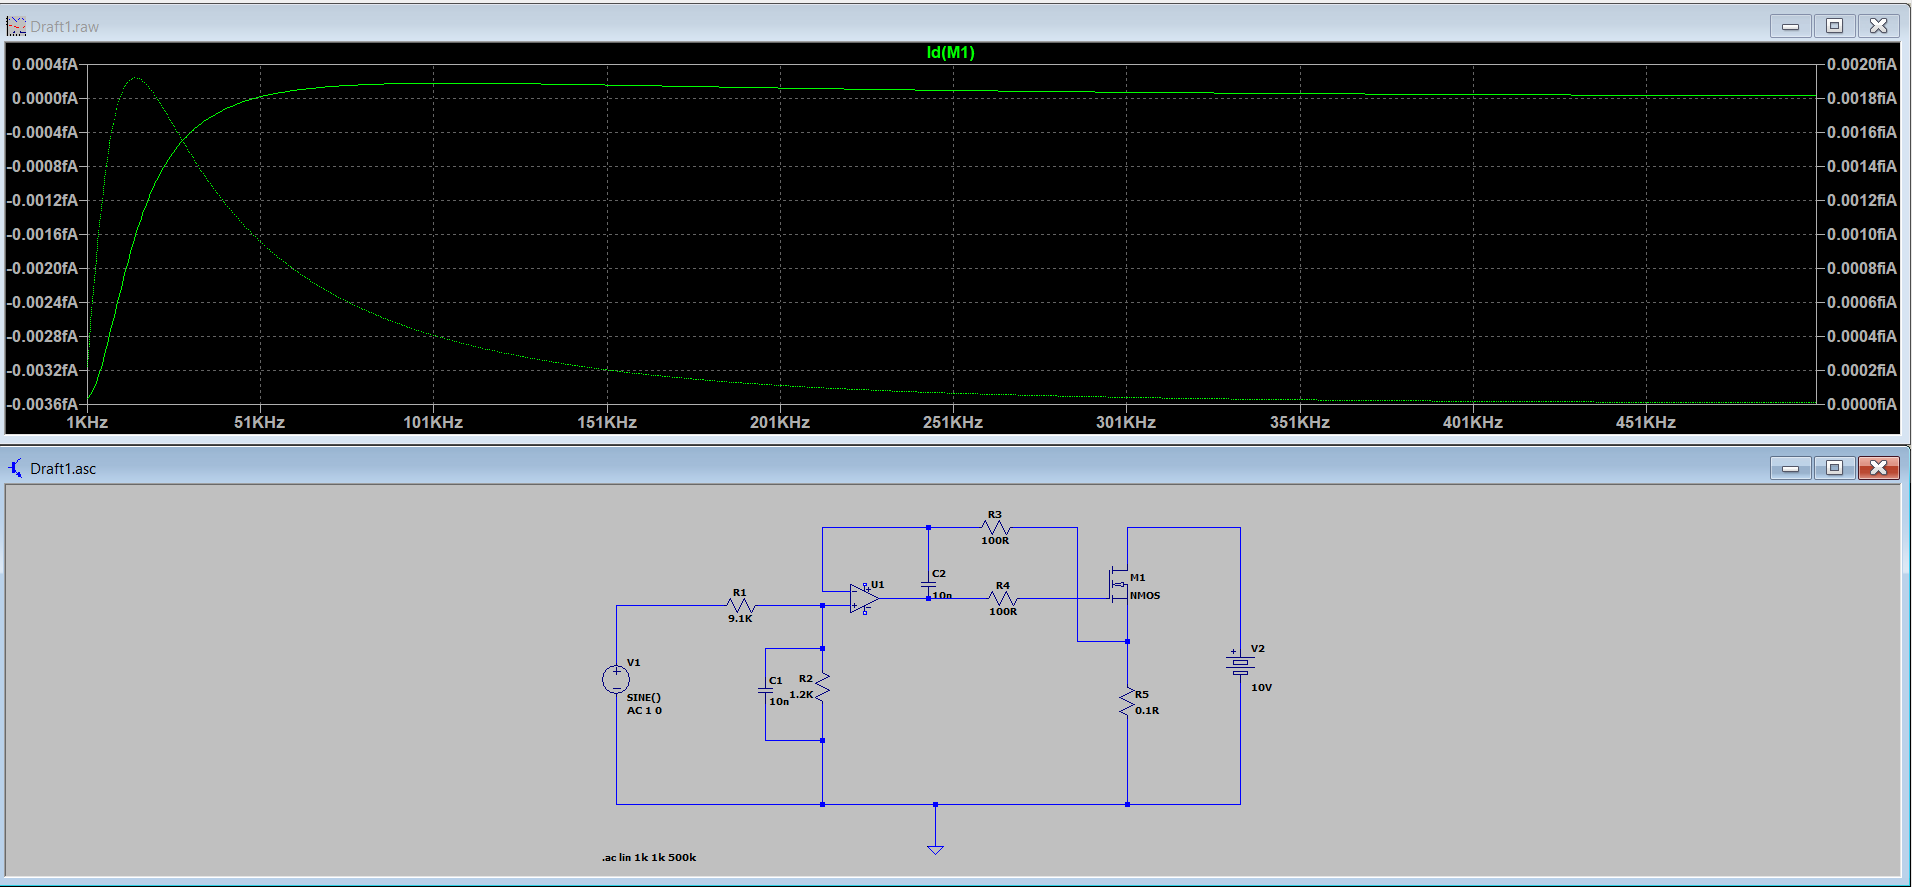 Draft1.raw
Id(M1)
0.0004fA
0.0000fA
-0.0004fA
-0.0008fA
-0.0012fA
-0.0016fA
-0.0020fA
-0.0024fA
-0.0028fA
-0.0032fA
-0.0036fA
0.0020fiA
0.0018fiA
0.0016fiA
0.0014fiA
0.0012fiA
0.0010fiA
0.0008fiA
0.0006fiA
0.0004fiA
0.0002fiA
0.0000fiA
1KHz 51KHz 101KHz 151KHz 201KHz 251KHz 301KHz 351KHz 401KHz 451KHz
Draft1.asc
R3
100R
U1
C2
10n
R4
100R
M1
NMOS
R1
9.1K
V1
SINE()
AC 1 0
C1
10n
R2
1.2K
R5
0.1R
V2
10V
.ac lin 1k 1k 500k